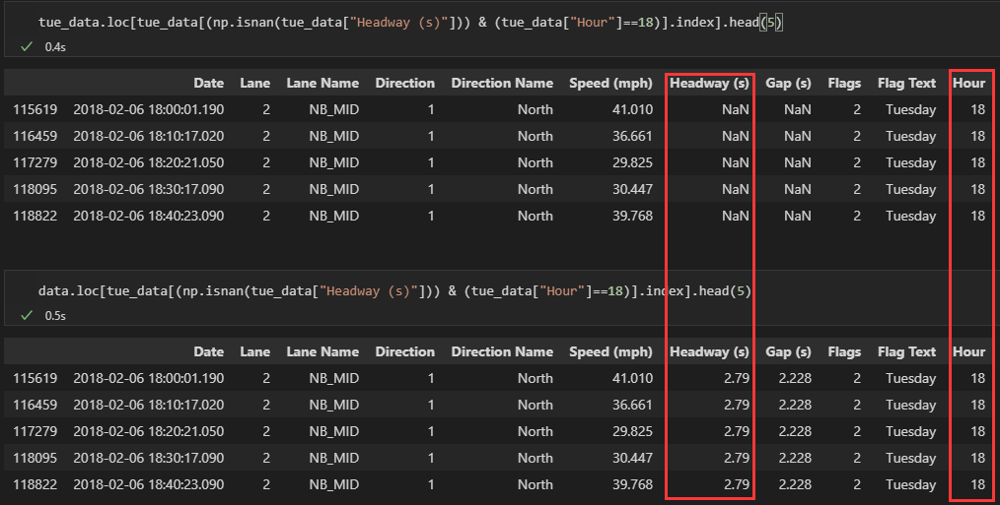 tue_data.loc[tue_data[(np.isnan(tue_data["Headway (s)"])) & (tue_data["Hour"]==18)].index].head(5)
✓ 0.4s
Date Lane Lane Name Direction Direction Name Speed (mph) Headway (s) Gap (s) Flags Flag Text Hour
115619 2018-02-06 18:00:01.190 2 NB_MID 1 North 41.010 NaN NaN 2 Tuesday 18
116459 2018-02-06 18:10:17.020 2 NB_MID 1 North 36.661 NaN NaN 2 Tuesday 18
117279 2018-02-06 18:20:21.050 2 NB_MID 1 North 29.825 NaN NaN 2 Tuesday 18
118095 2018-02-06 18:30:17.090 2 NB_MID 1 North 30.447 NaN NaN 2 Tuesday 18
118822 2018-02-06 18:40:23.090 2 NB_MID 1 North 39.768 NaN NaN 2 Tuesday 18
data.loc[tue_data[(np.isnan(tue_data["Headway (s)"])) & (tue_data["Hour"]==18)].index].head(5)
✓ 0.5s
Date Lane Lane Name Direction Direction Name Speed (mph) Headway (s) Gap (s) Flags Flag Text Hour
115619 2018-02-06 18:00:01.190 2 NB_MID 1 North 41.010 2.79 2.228 2 Tuesday 18
116459 2018-02-06 18:10:17.020 2 NB_MID 1 North 36.661 2.79 2.228 2 Tuesday 18
117279 2018-02-06 18:20:21.050 2 NB_MID 1 North 29.825 2.79 2.228 2 Tuesday 18
118095 2018-02-06 18:30:17.090 2 NB_MID 1 North 30.447 2.79 2.228 2 Tuesday 18
118822 2018-02-06 18:40:23.090 2 NB_MID 1 North 39.768 2.79 2.228 2 Tuesday 18